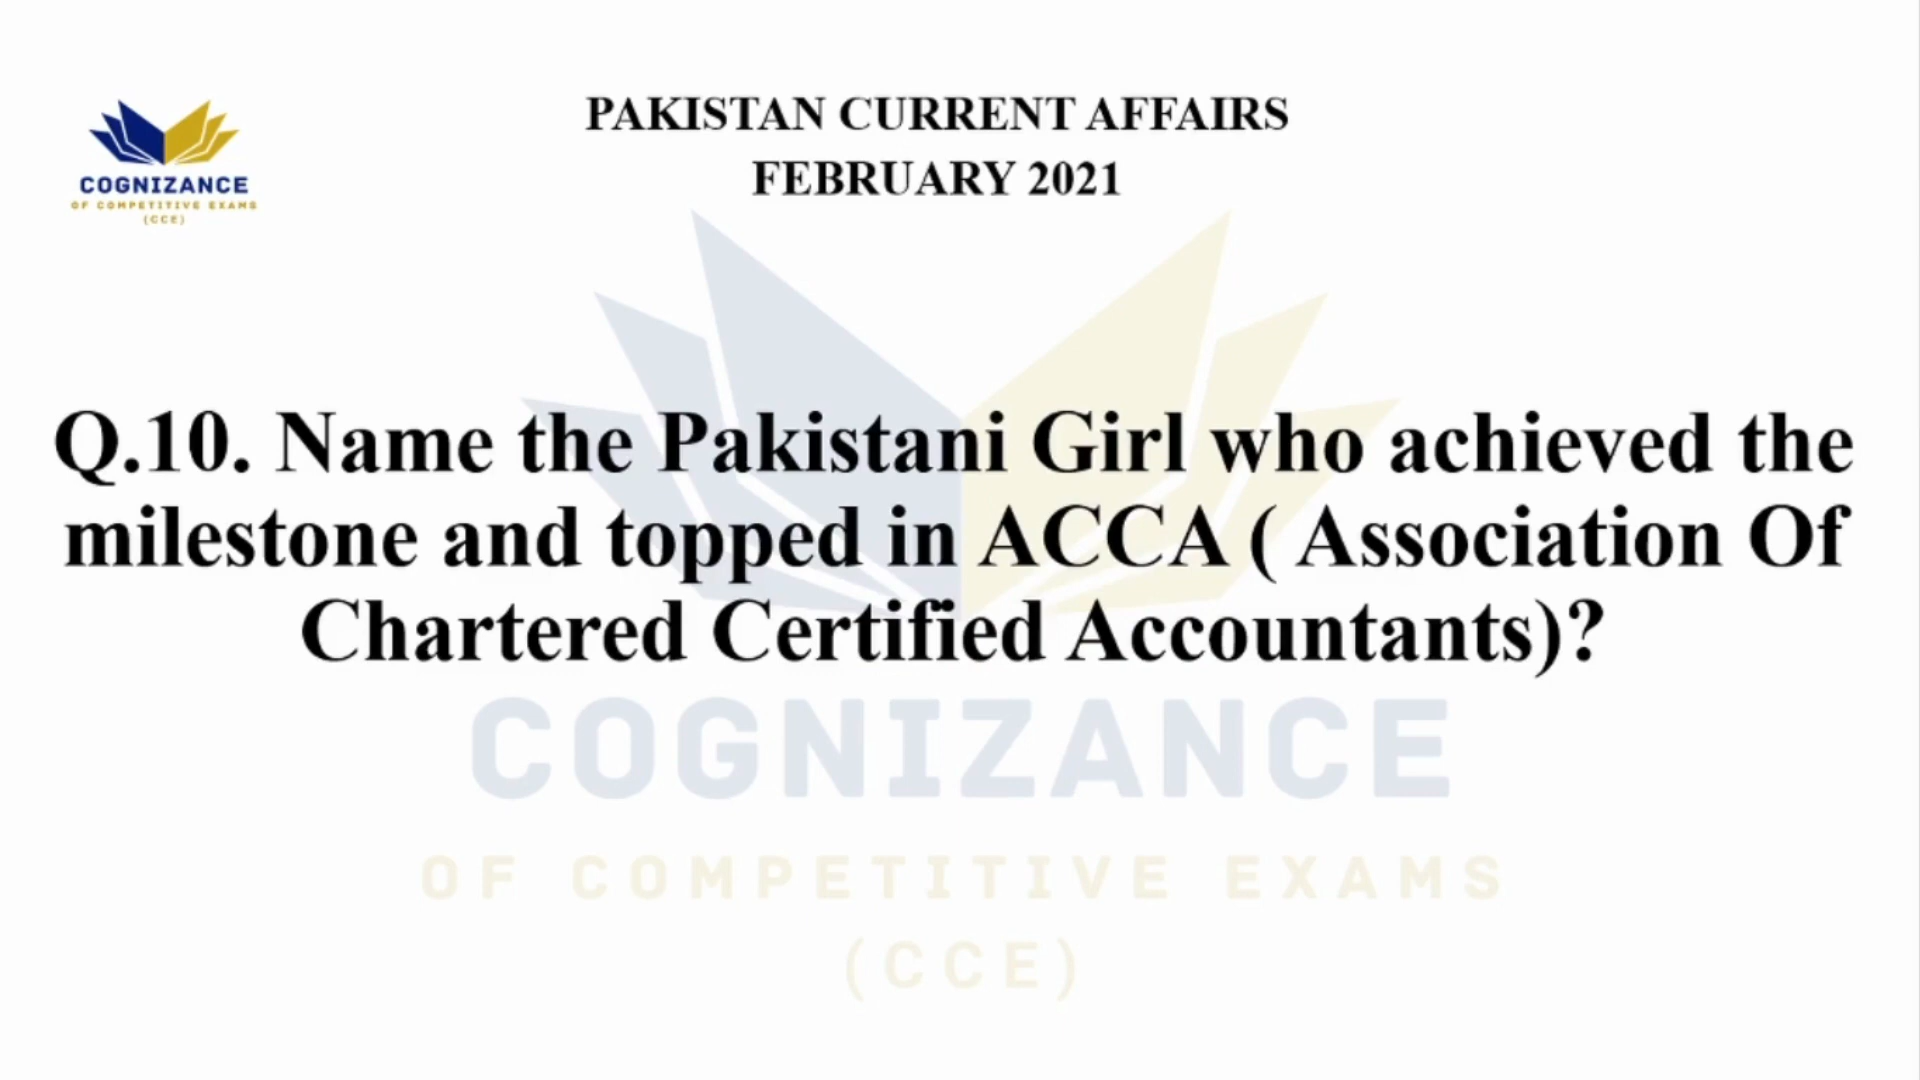 PAKISTAN CURRENT AFFAIRS
FEBRUARY 2021
COGNIZANCE
OF COMPETITIVE EXAMS
(CCE)
Q.10. Name the Pakistani Girl who achieved the
milestone and topped in ACCA ( Association Of
Chartered Certified Accountants)?
COGNIZANCE
OF COMPETITIVE EXAMS
(CCE)